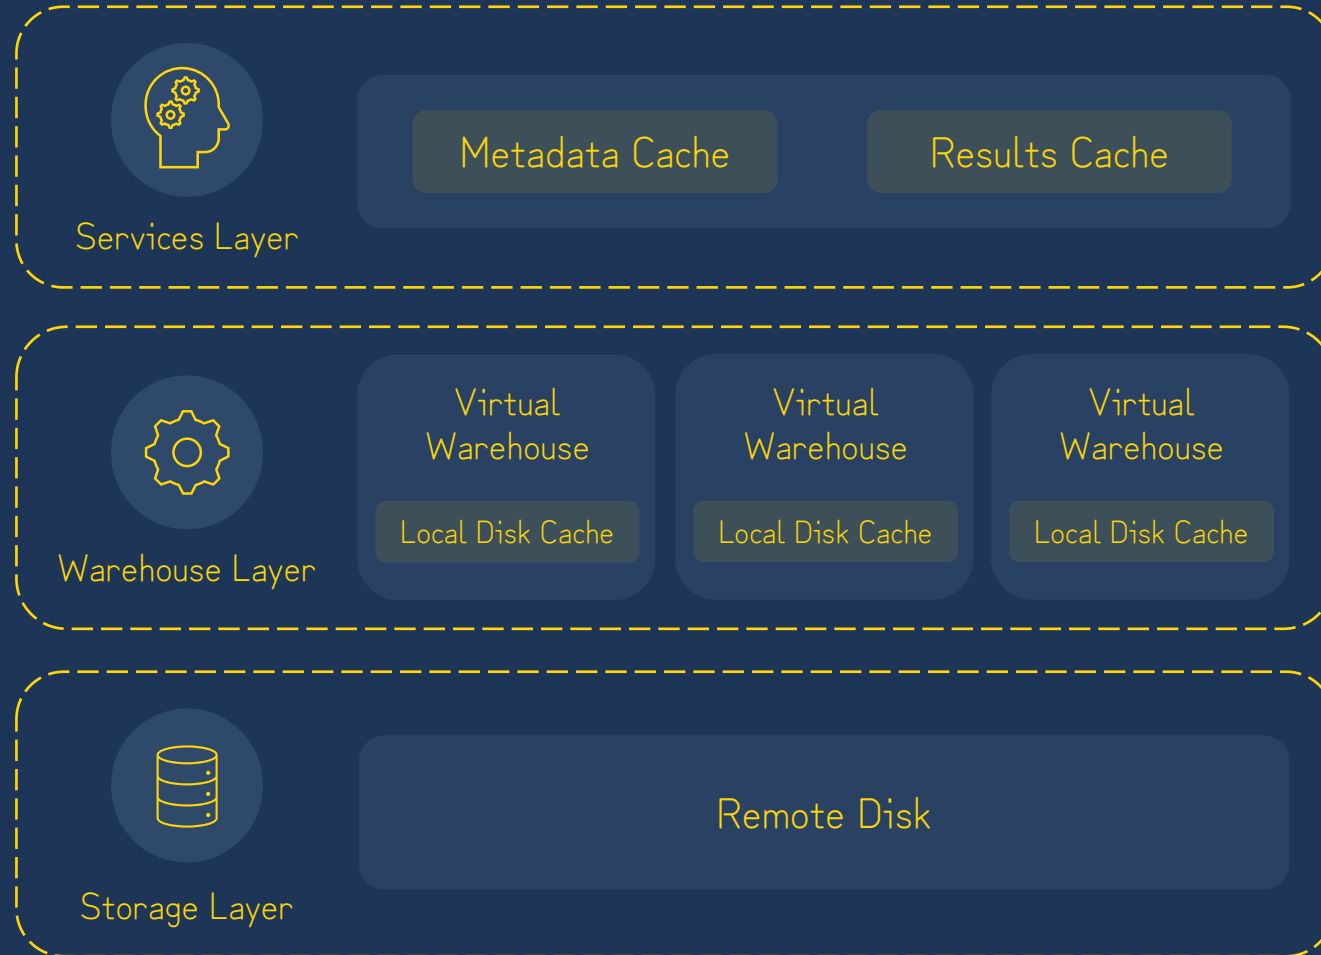 Metadata Cache
Results Cache
Services Layer
Virtual
Warehouse
Local Disk Cache
Virtual
Warehouse
Local Disk Cache
Virtual
Warehouse
Local Disk Cache
Warehouse Layer
Remote Disk
Storage Layer